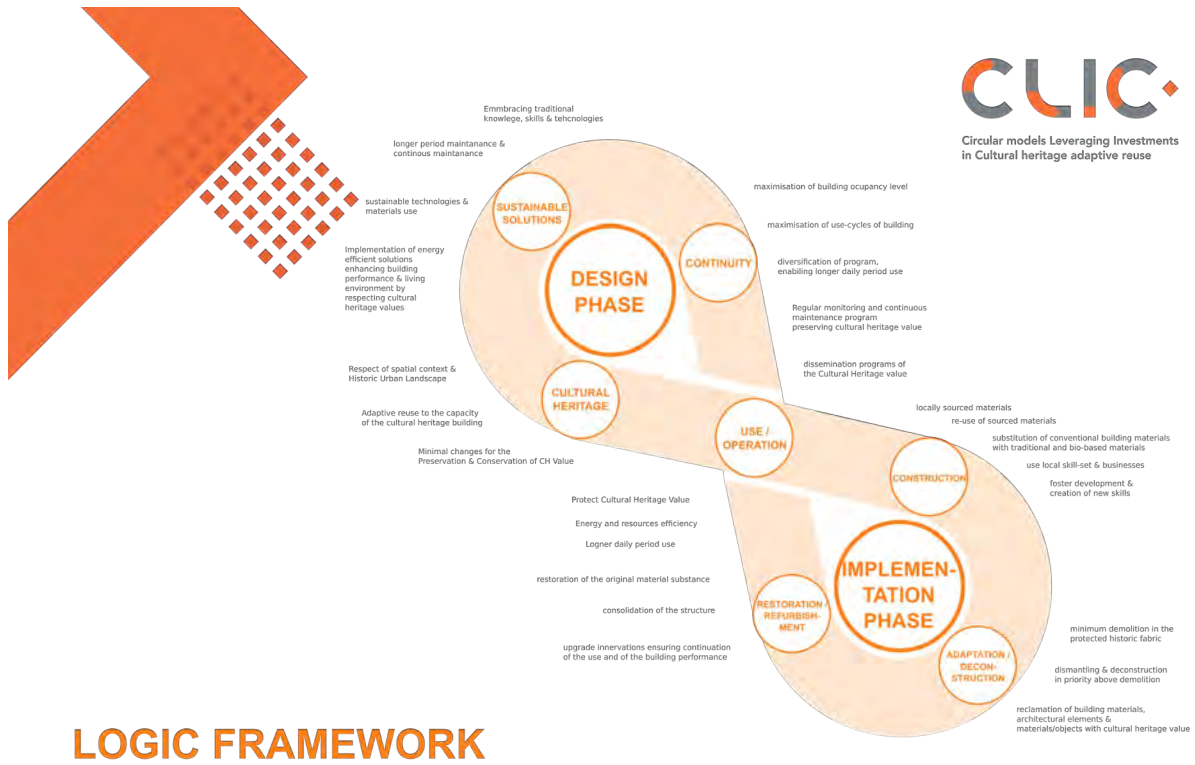 CLIC
Circular models Leveraging Investments
in Cultural heritage adaptive reuse
Emmbracing traditional
knowlege, skills & tehcnologies
longer period maintanance &
continous maintanance
sustainable technologies &
materials use
Implementation of energy
efficient solutions
enhancing building
performance & living
environment by
respecting cultural
heritage values
Respect of spatial context &
Historic Urban Landscape
Adaptive reuse to the capacity
of the cultural heritage building
Minimal changes for the
Preservation & Conservation of CH Value
SUSTAINABLE
SOLUTIONS
DESIGN
PHASE
CONTINUITY
CULTURAL
HERITAGE
USE /
OPERATION
maximisation of building ocupancy level
maximisation of use-cycles of building
diversification of program,
enabling longer daily period use
Regular monitoring and continuous
maintenance program
preserving cultural heritage value
dissemination programs of
the Cultural Heritage value
locally sourced materials
re-use of sourced materials
substitution of conventional building materials
with traditional and bio-based materials
use local skill-set & businesses
foster development &
creation of new skills
CONSTRUCTION
IMPLEMEN-
TATION
PHASE
RESTORATION /
REFURBISH-
MENT
ADAPTATION /
DECON-
STRUCTION
Protect Cultural Heritage Value
Energy and resources efficiency
Logner daily period use
restoration of the original material substance
consolidation of the structure
upgrade innervations ensuring continuation
of the use and of the building performance
minimum demolition in the
protected historic fabric
dismantling & deconstruction
in priority above demolition
reclamation of building materials,
architectural elements &
materials/objects with cultural heritage value
LOGIC FRAMEWORK